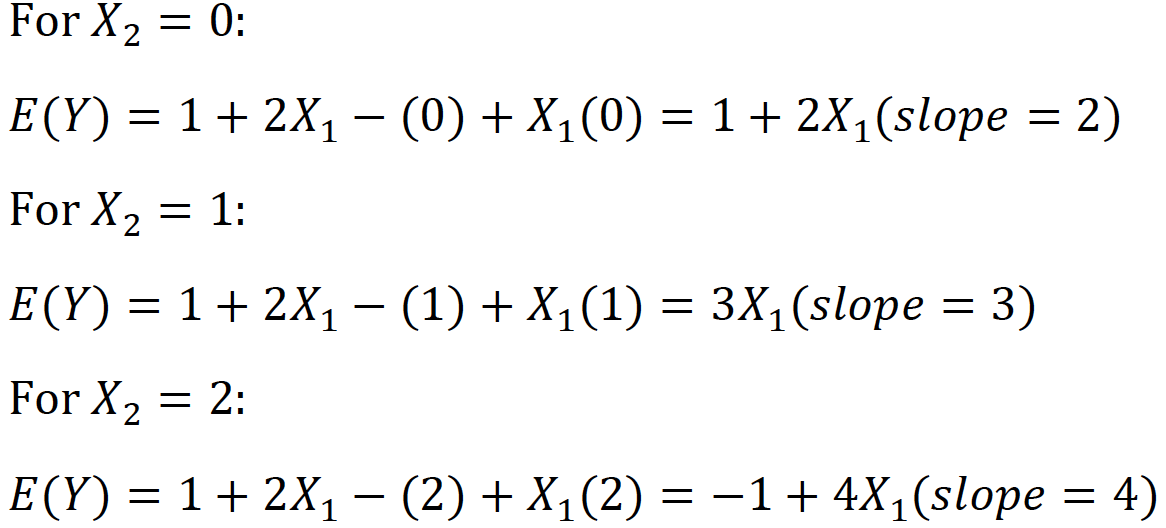 For X₂ = 0:
E(Y) = 1 + 2X₁ − (0) + X₁(0) = 1 + 2X₁(slope = 2)
For X₂ = 1:
E(Y) = 1 + 2X₁ − (1) + X₁(1) = 3X₁(slope = 3)
For X₂ = 2:
E(Y) = 1 + 2X₁ − (2) + X₁(2) = −1 + 4X₁(slope = 4)